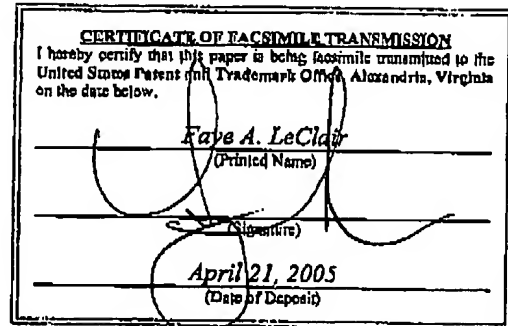 CERTIFICATE OF FACSIMILE TRANSMISSION
I hereby certify that this paper is being facsimile transmitted to the
United States Patent and Trademark Office, Alexandria, Virginia
on the date below.
Faye A. LeClair
(Printed Name)
(Signature)
April 21, 2005
(Date of Deposit)